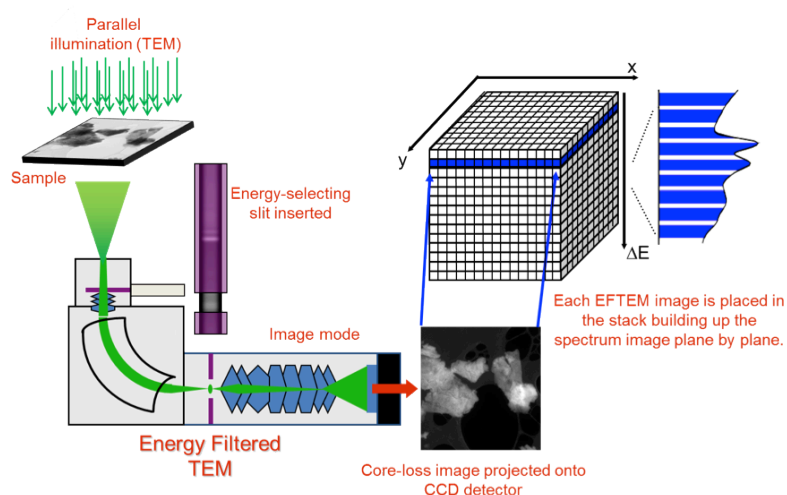 Parallel
illumination (TEM)
Sample
Energy-selecting
slit inserted
Image mode
Energy Filtered
TEM
x
y
ΔE
Each EFTEM image is placed in
the stack building up the
spectrum image plane by plane.
Core-loss image projected onto
CCD detector